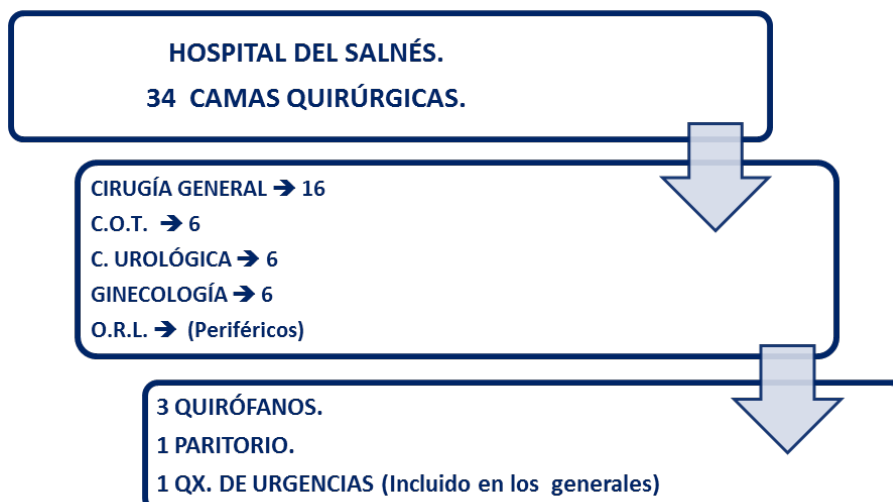 HOSPITAL DEL SALNÉS.
34 CAMAS QUIRÚRGICAS.
CIRUGÍA GENERAL ➔ 16
C.O.T. ➔ 6
C. UROLÓGICA ➔ 6
GINECOLOGÍA ➔ 6
O.R.L. ➔ (Periféricos)
3 QUIRÓFANOS.
1 PARITORIO.
1 QX. DE URGENCIAS (Incluido en los generales)